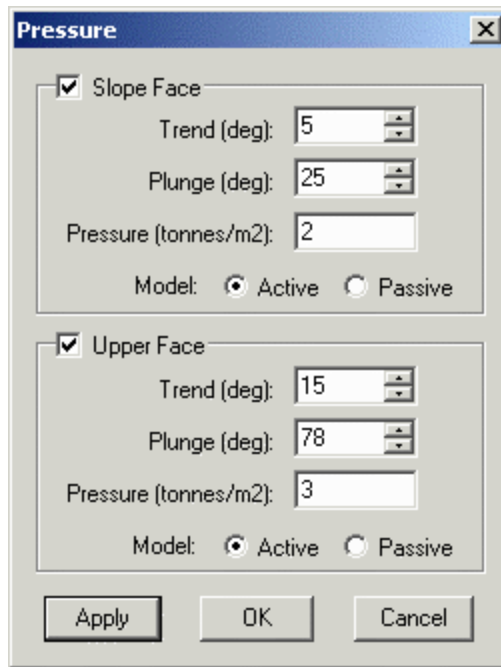 Pressure
Slope Face
Trend (deg): 5
Plunge (deg): 25
Pressure (tonnes/m2): 2
Model: Active Passive
Upper Face
Trend (deg): 15
Plunge (deg): 78
Pressure (tonnes/m2): 3
Model: Active Passive
Apply OK Cancel